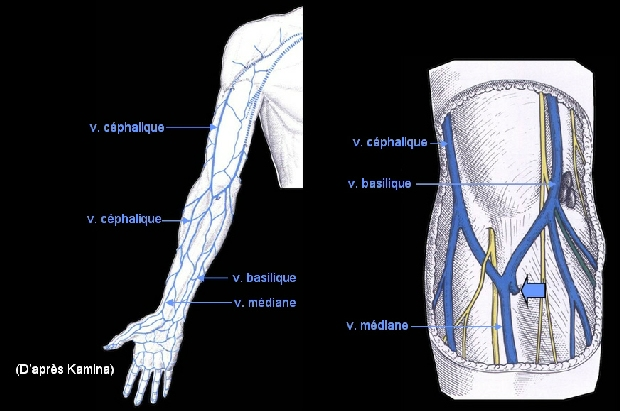 v. céphalique
v. céphalique
v. basilique
v. médiane
(D'après Kamina)
v. céphalique
v. basilique
v. médiane